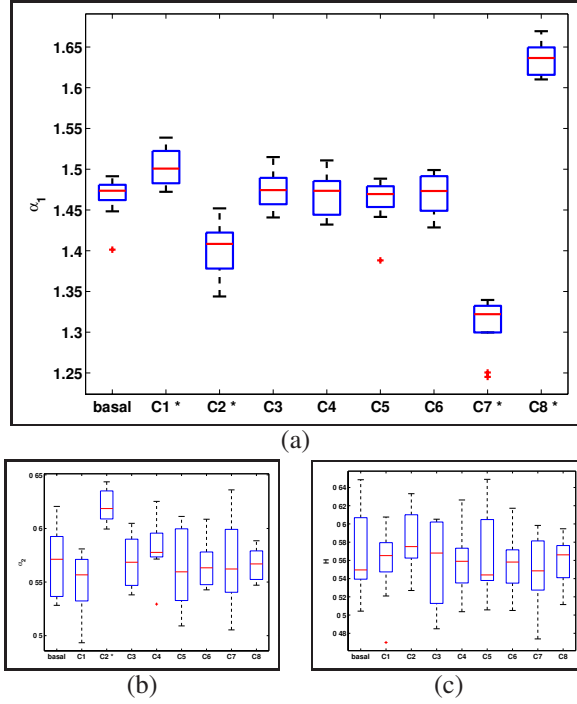 1.65
1.6
1.55
1.5
1.45
1.4
1.35
1.3
1.25
α1
basal C1 * C2 * C3 C4 C5 C6 C7 * C8 *
(a)
0 65
0 6
0 55
0 5
α2
basal C1 C2 * C3 C4 C5 C6 C7 C8
(b)
0 64
0 62
0 6
0 58
0 56
0 54
0 52
0 5
0 48
H
basal C1 C2 C3 C4 C5 C6 C7 C8
(c)